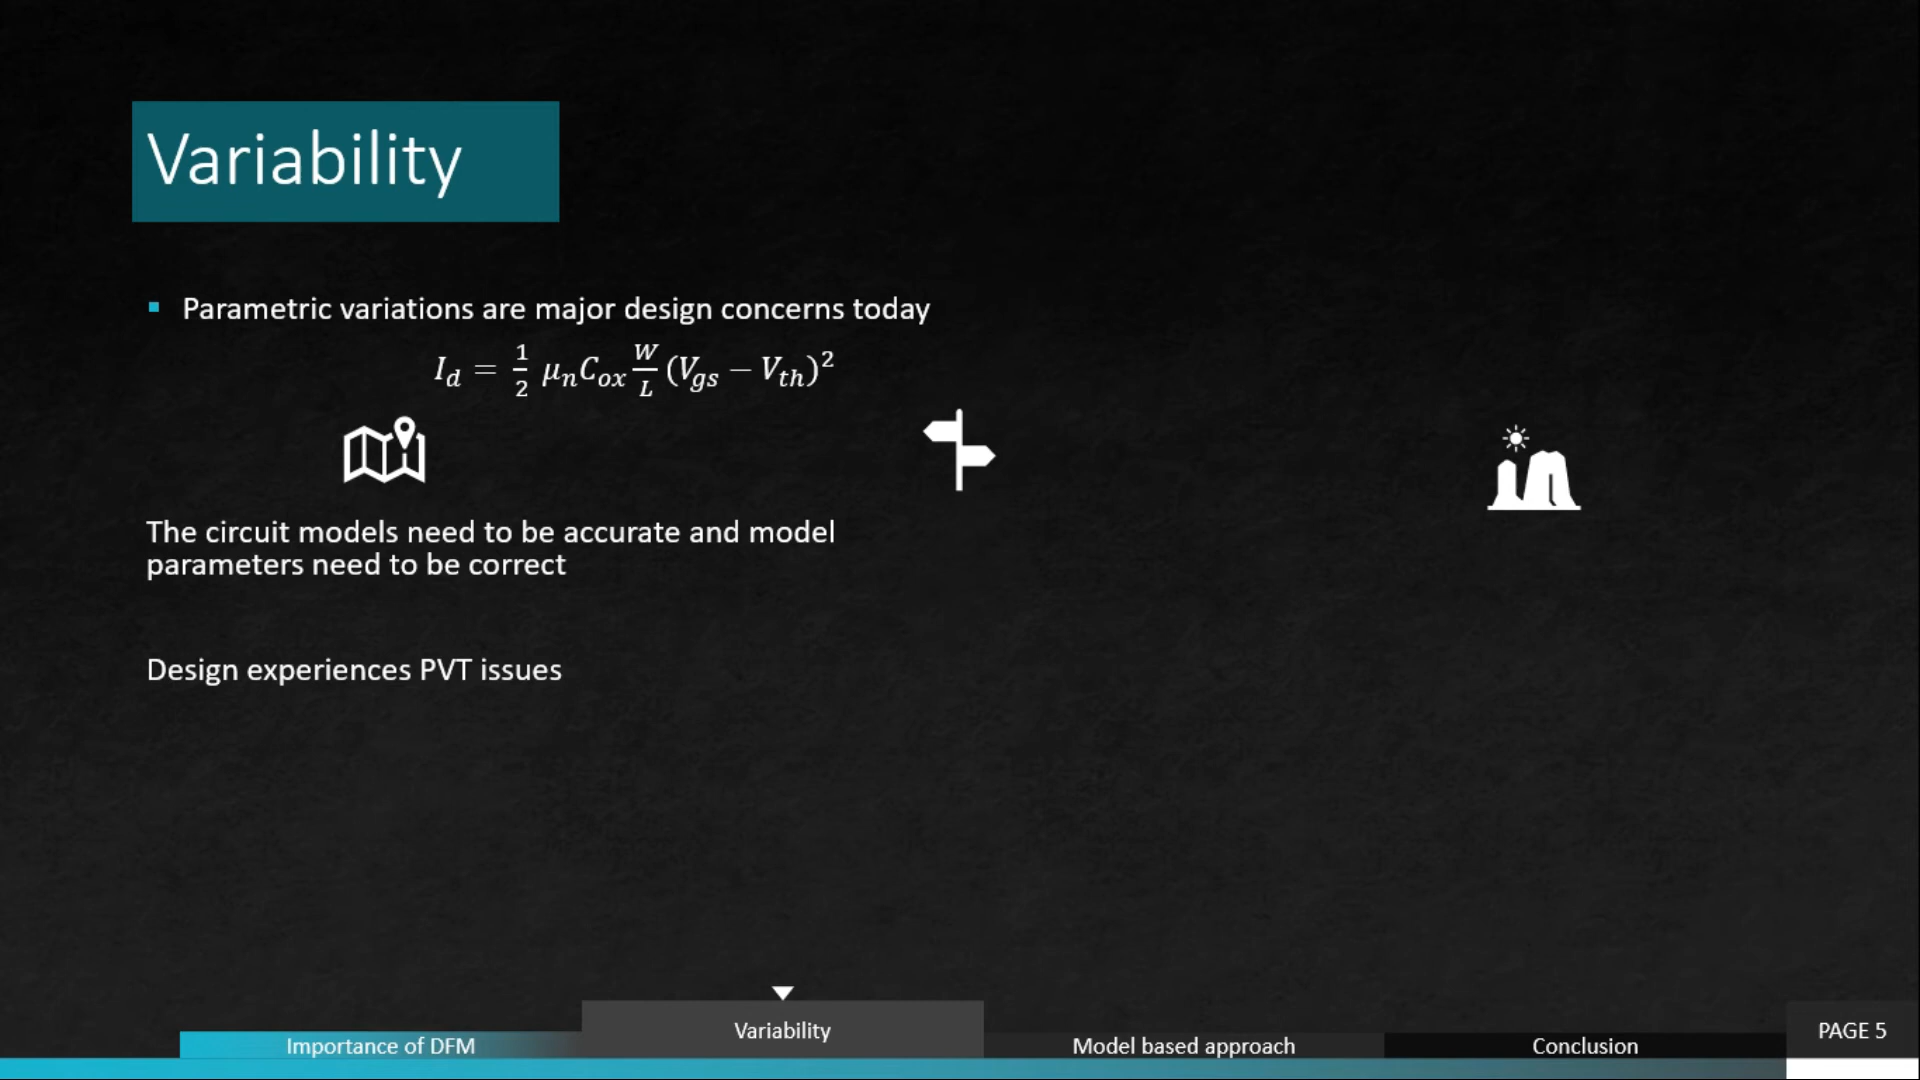 Variability
Parametric variations are major design concerns today
I_d = 1/2 μ_n C_ox W/L (V_gs − V_th)^2
The circuit models need to be accurate and model
parameters need to be correct
Design experiences PVT issues
Importance of DFM
Variability
Model based approach
Conclusion
PAGE 5